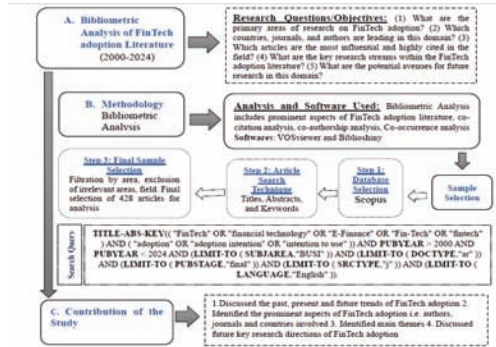 A. Bibliometric
Analysis of FinTech
adoption Literature
(2000-2024)
Research Questions/Objectives: (1) What are the
primary areas of research on FinTech adoption? (2) Which
countries, journals, and authors are leading in this domain? (3)
Which articles are the most influential and highly cited in the
field? (4) What are the key research streams within the FinTech
adoption literature? (5) What are the potential avenues for future
research in this domain?
B. Methodology
Bibliometric
Analysis
Analysis and Software Used: Bibliometric Analysis
includes prominent aspects of FinTech adoption literature, co-
citation analysis, co-authorship analysis, Co-occurrence analysis
Softwares: VOSviewer and Biblioshiny
Step 3: Final Sample
Selection
Filtration by area, exclusion
of irrelevant areas, field. Final
selection of 428 articles for
analysis
Step 2: Article
Search
Technique
Titles, Abstracts,
and Keywords
Step 1:
Database
Selection
Scopus
Sample
Selection
Search Query
TITLE-ABS-KEY(( "FinTech" OR "financial technology" OR "E-Finance" OR "Fin-Tech" OR "fintech"
) AND ( "adoption" OR "adoption intention" OR "intention to use" )) AND PUBYEAR > 2000 AND
PUBYEAR < 2024 AND (LIMIT-TO ( SUBJAREA,"BUSI" )) AND (LIMIT-TO ( DOCTYPE,"ar" ))
AND (LIMIT-TO ( PUBSTAGE,"final" )) AND (LIMIT-TO ( SRCTYPE,"j" )) AND (LIMIT-TO (
LANGUAGE,"English" )).
C. Contribution of
the Study
1.Discussed the past, present and future trends of FinTech adoption 2.
Identified the prominent aspects of FinTech adoption i.e. authors,
journals and countries involved 3. Identified main themes 4. Discussed
future key research directions of FinTech adoption